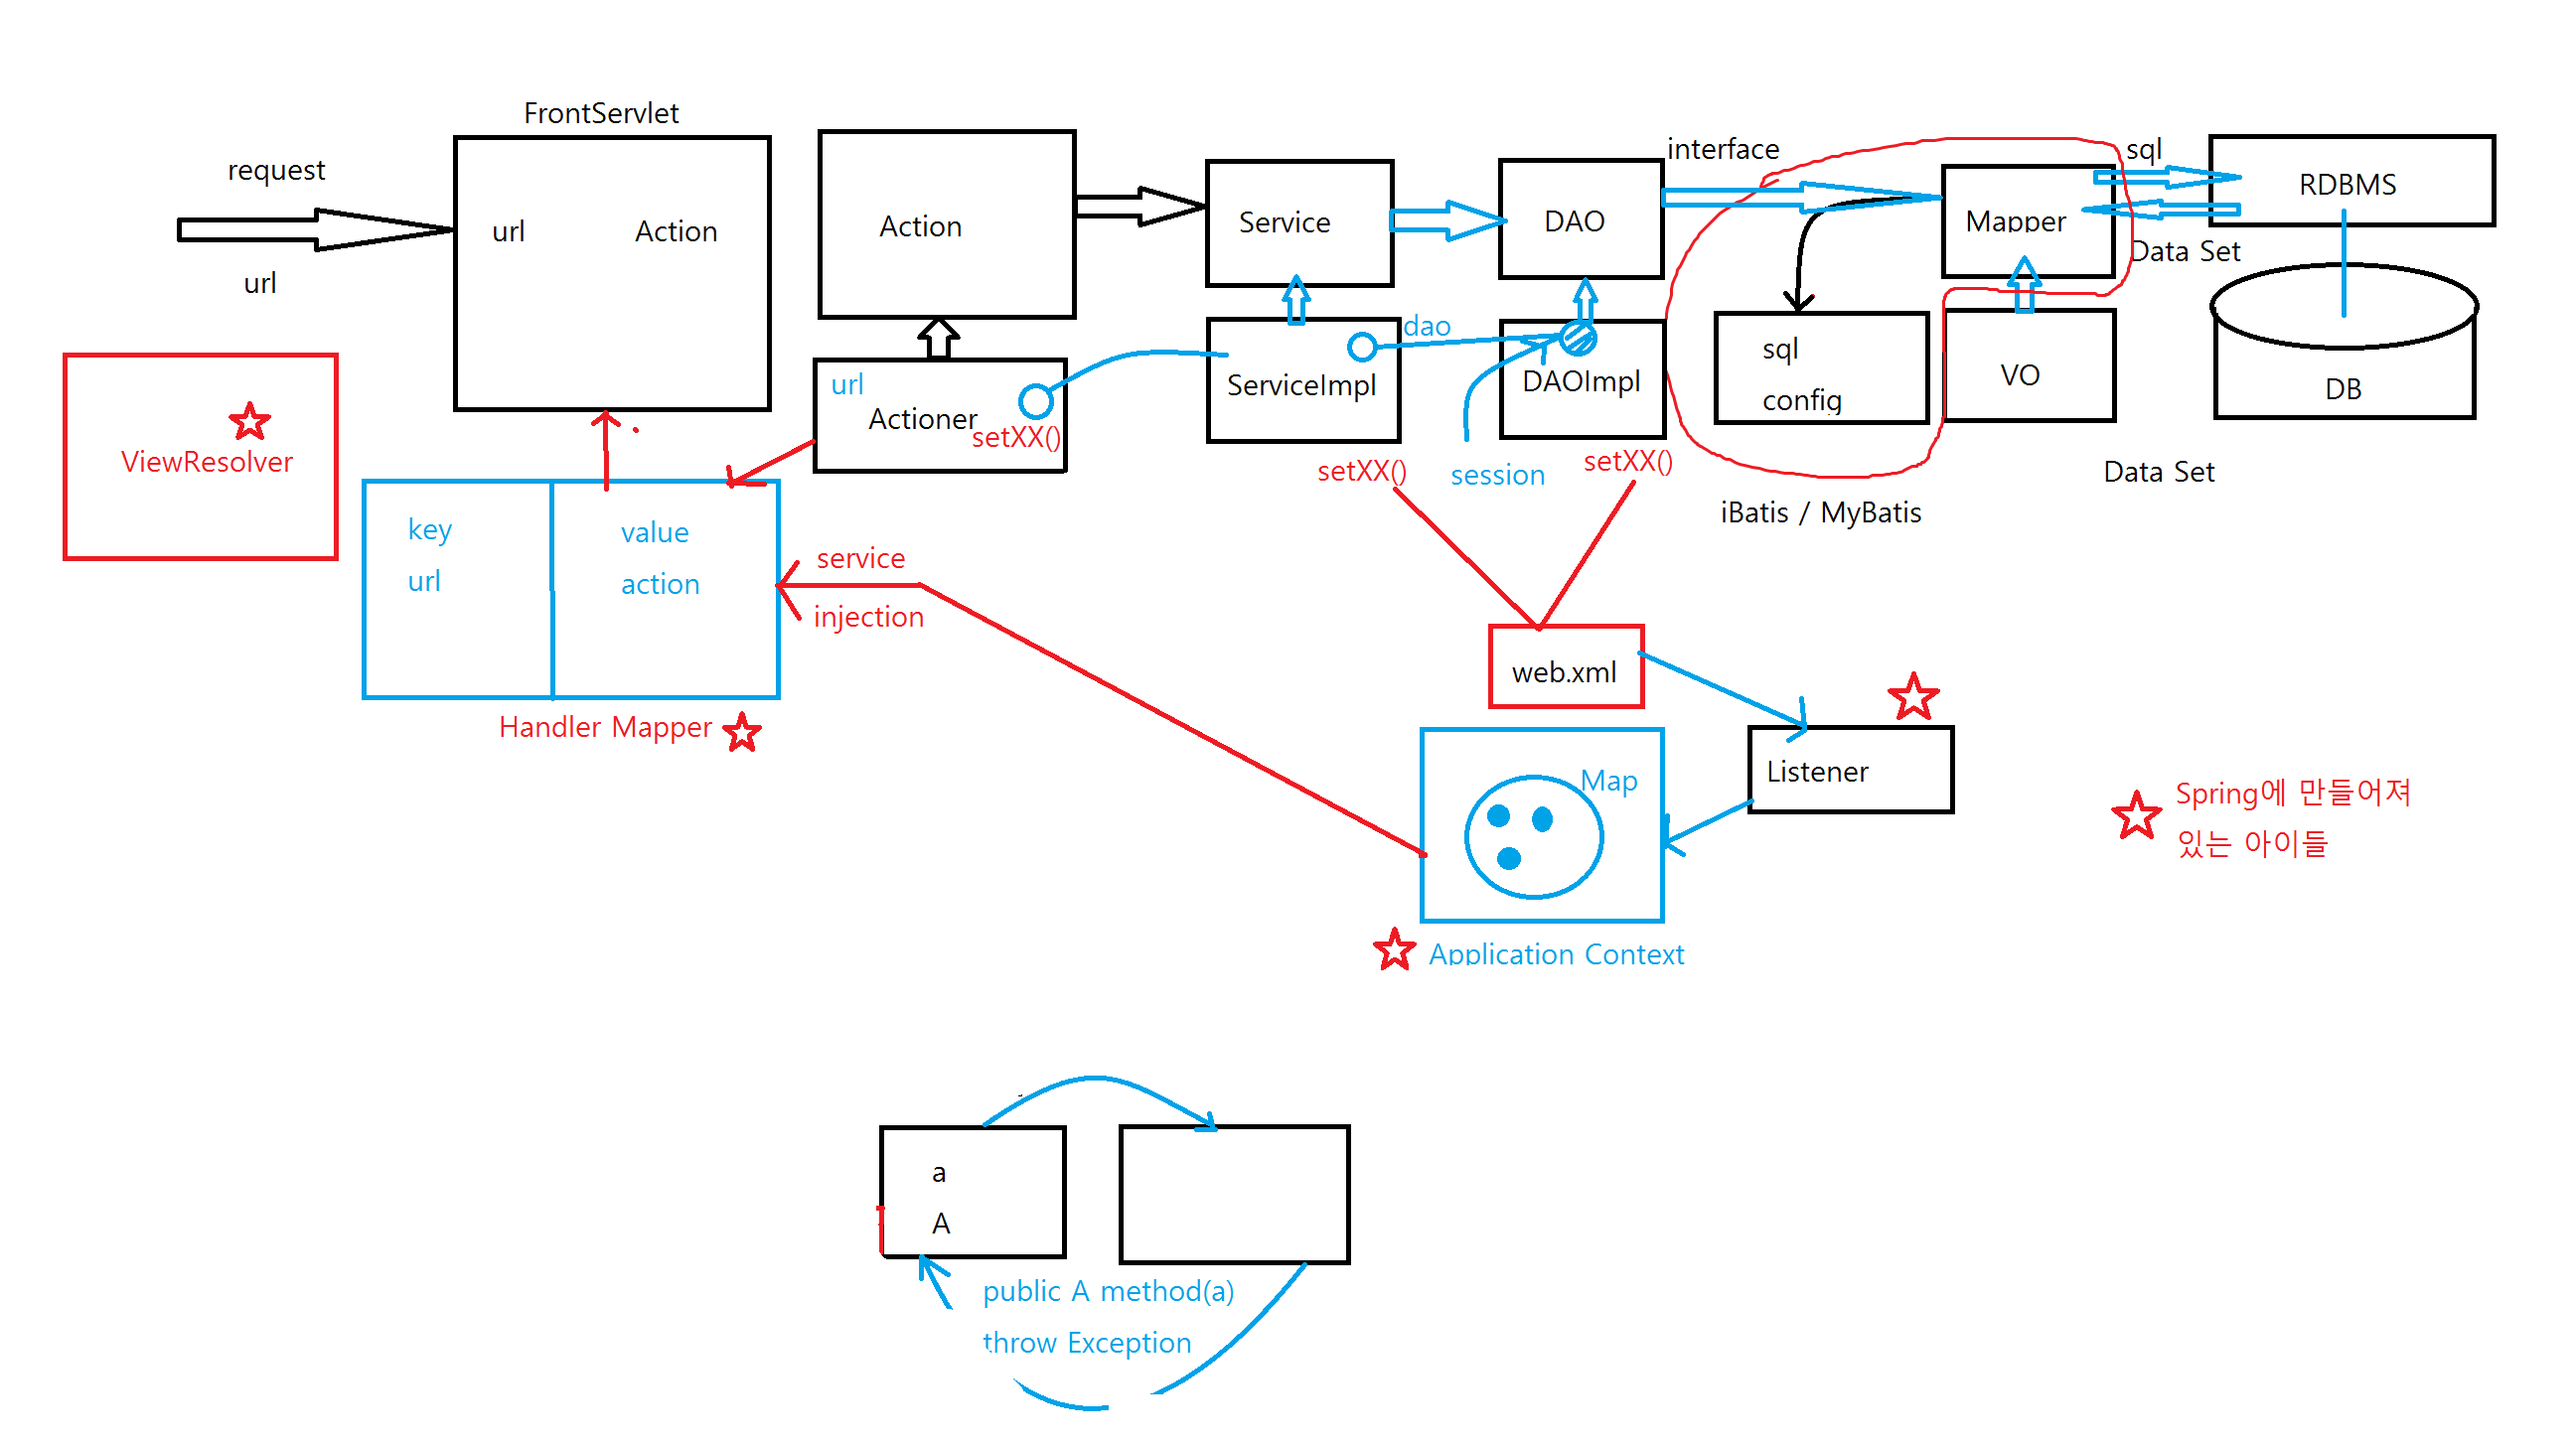 FrontServlet
request
url
url
Action
Action
Service
DAO
interface
Mapper
sql
RDBMS
Data Set
ViewResolver
url
Actioner
setXX()
ServiceImpl
dao
DAOImpl
sql
config
VO
DB
setXX()
session
setXX()
Data Set
iBatis / MyBatis
key
url
value
action
service
injection
Handler Mapper
web.xml
Listener
Map
Application Context
Spring에 만들어져
있는 아이들
a
A
public A method(a)
throw Exception